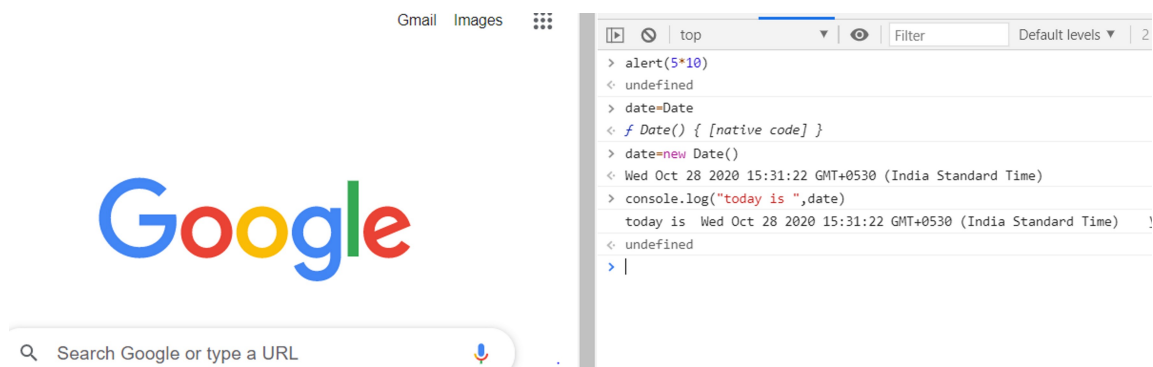 Gmail Images
Google
Search Google or type a URL
top
Filter
Default levels ▼
2
> alert(5*10)
undefined
> date=Date
ƒ Date() { [native code] }
> date=new Date()
Wed Oct 28 2020 15:31:22 GMT+0530 (India Standard Time)
> console.log("today is ",date)
today is  Wed Oct 28 2020 15:31:22 GMT+0530 (India Standard Time)
undefined
>